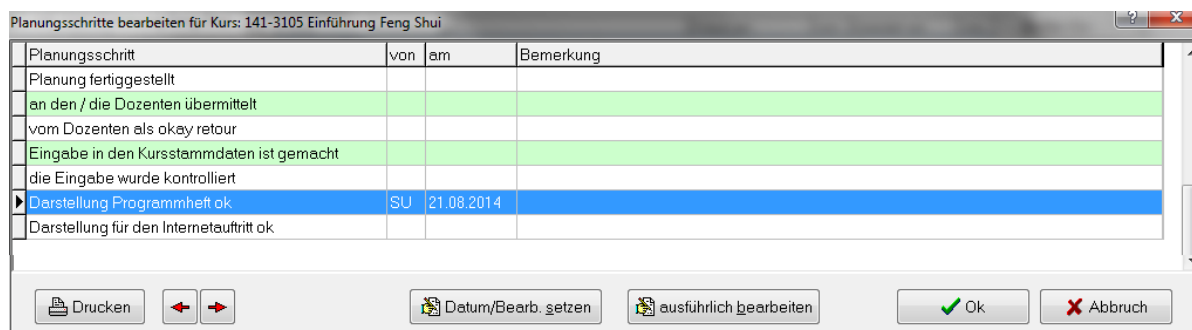 Planungsschritte bearbeiten für Kurs: 141-3105 Einführung Feng Shui
Planungsschritt von am Bemerkung
Planung fertiggestellt
an den / die Dozenten übermittelt
vom Dozenten als okay retour
Eingabe in den Kursstammdaten ist gemacht
die Eingabe wurde kontrolliert
Darstellung Programmheft ok SU 21.08.2014
Darstellung für den Internetauftritt ok
Drucken Datum/Bearb. setzen ausführlich bearbeiten Ok Abbruch